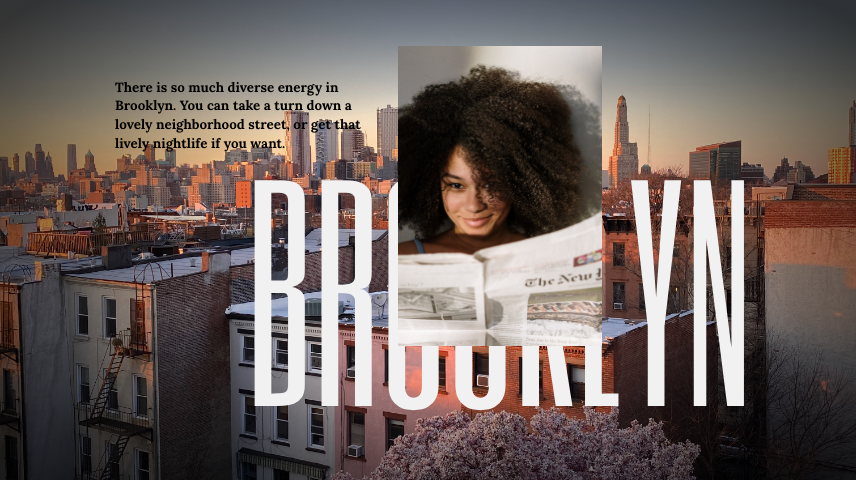 There is so much diverse energy in
Brooklyn. You can take a turn down a
lovely neighborhood street, or get that
lively nightlife if you want.
The New
BROOKLYN